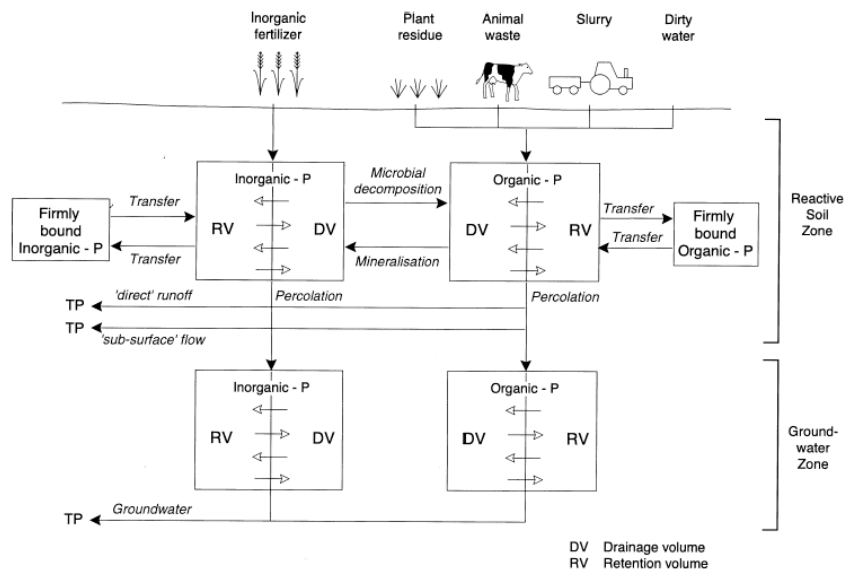 Inorganic
fertilizer
Plant
residue
Animal
waste
Slurry
Dirty
water
Inorganic - P
RV
DV
Microbial
decomposition
Mineralisation
Organic - P
DV
RV
Firmly
bound
Inorganic - P
Transfer
Transfer
Transfer
Transfer
Firmly
bound
Organic - P
Reactive
Soil
Zone
Percolation
Percolation
TP
'direct' runoff
TP
'sub-surface' flow
Inorganic - P
RV
DV
Organic - P
DV
RV
Ground-
water
Zone
TP
Groundwater
DV Drainage volume
RV Retention volume